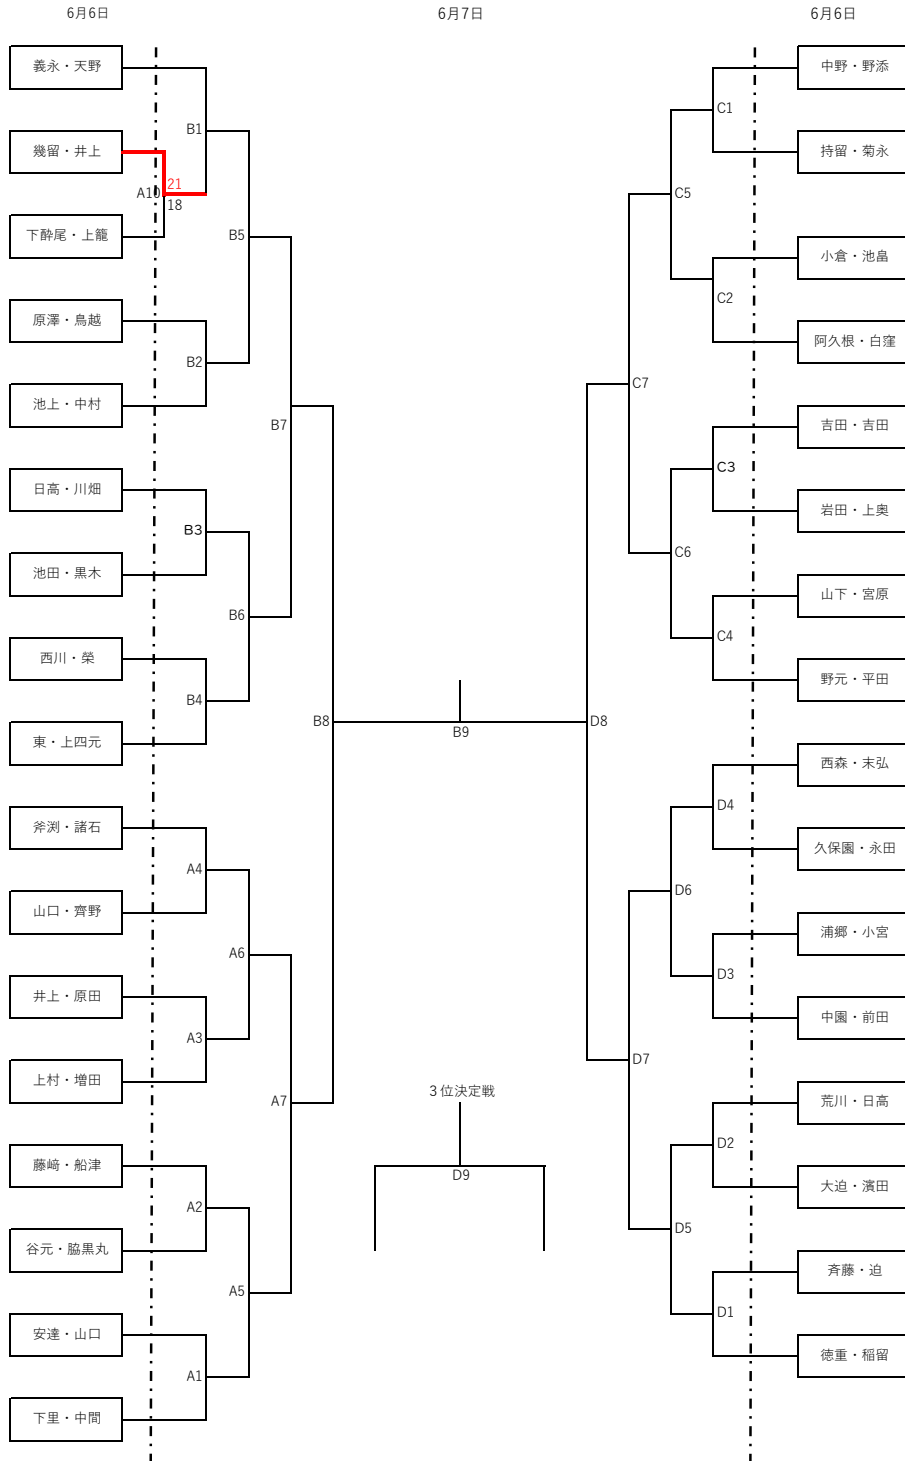 6月6日
6月7日
6月6日
義永・天野
幾留・井上
下酔尾・上籠
原澤・鳥越
池上・中村
日高・川畑
池田・黒木
西川・榮
東・上四元
斧渕・諸石
山口・齊野
井上・原田
上村・増田
藤﨑・船津
谷元・脇黒丸
安達・山口
下里・中間
A10
21
18
B1
B2
B3
B4
A4
A3
A2
A1
B5
B6
A6
A5
B7
A7
B8
B9
3位決定戦
D9
D8
C7
D7
C5
C6
D6
D5
C1
C2
C3
C4
D4
D3
D2
D1
中野・野添
持留・菊永
小倉・池畠
阿久根・白窪
吉田・吉田
岩田・上奥
山下・宮原
野元・平田
西森・末弘
久保園・永田
浦郷・小宮
中園・前田
荒川・日高
大迫・濱田
斉藤・迫
徳重・稲留